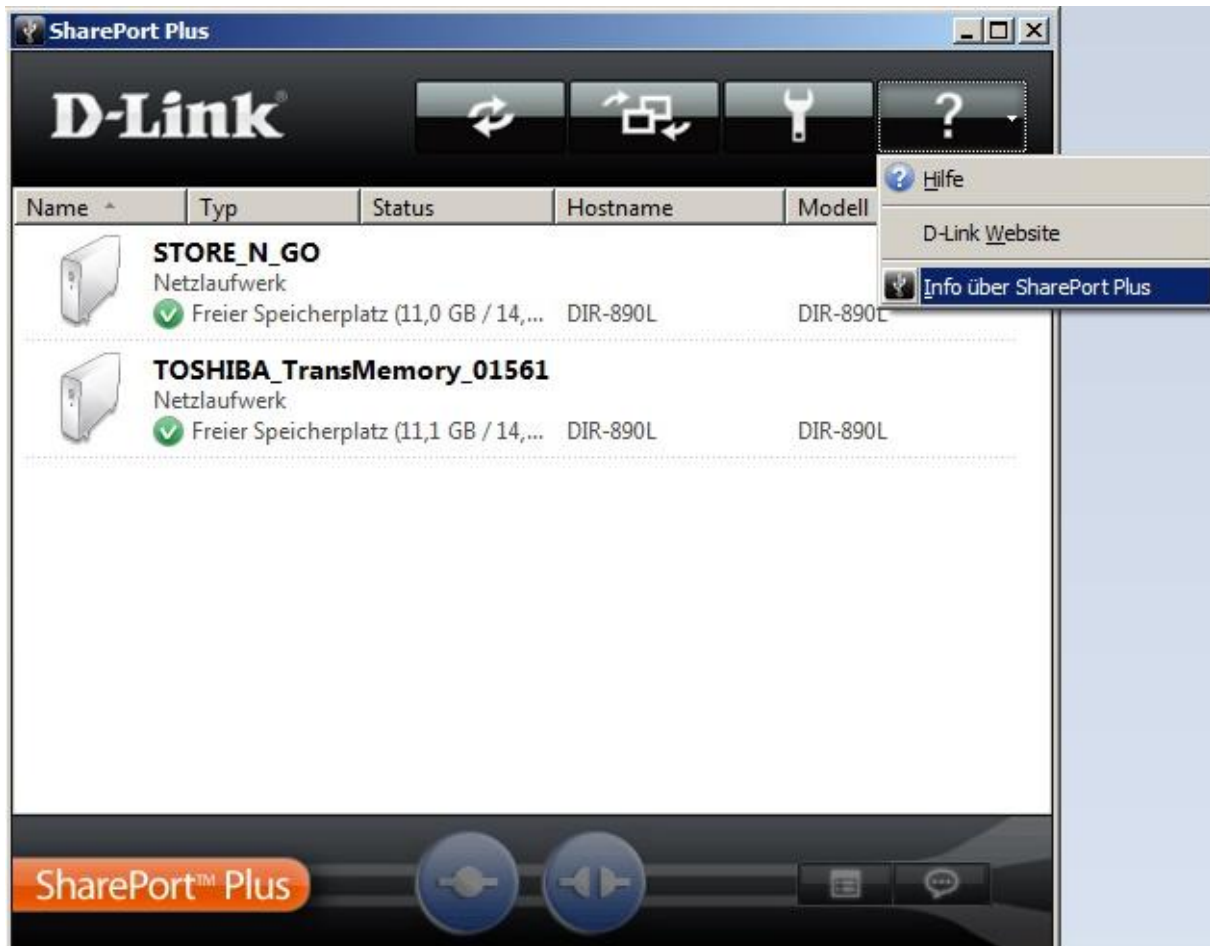 SharePort Plus
D-Link®
?
Hilfe
D-Link Website
Info über SharePort Plus
Name Typ Status Hostname Modell
STORE_N_GO
Netzlaufwerk
Freier Speicherplatz (11,0 GB / 14,... DIR-890L DIR-890L
TOSHIBA_TransMemory_01561
Netzlaufwerk
Freier Speicherplatz (11,1 GB / 14,... DIR-890L DIR-890L
SharePort™ Plus